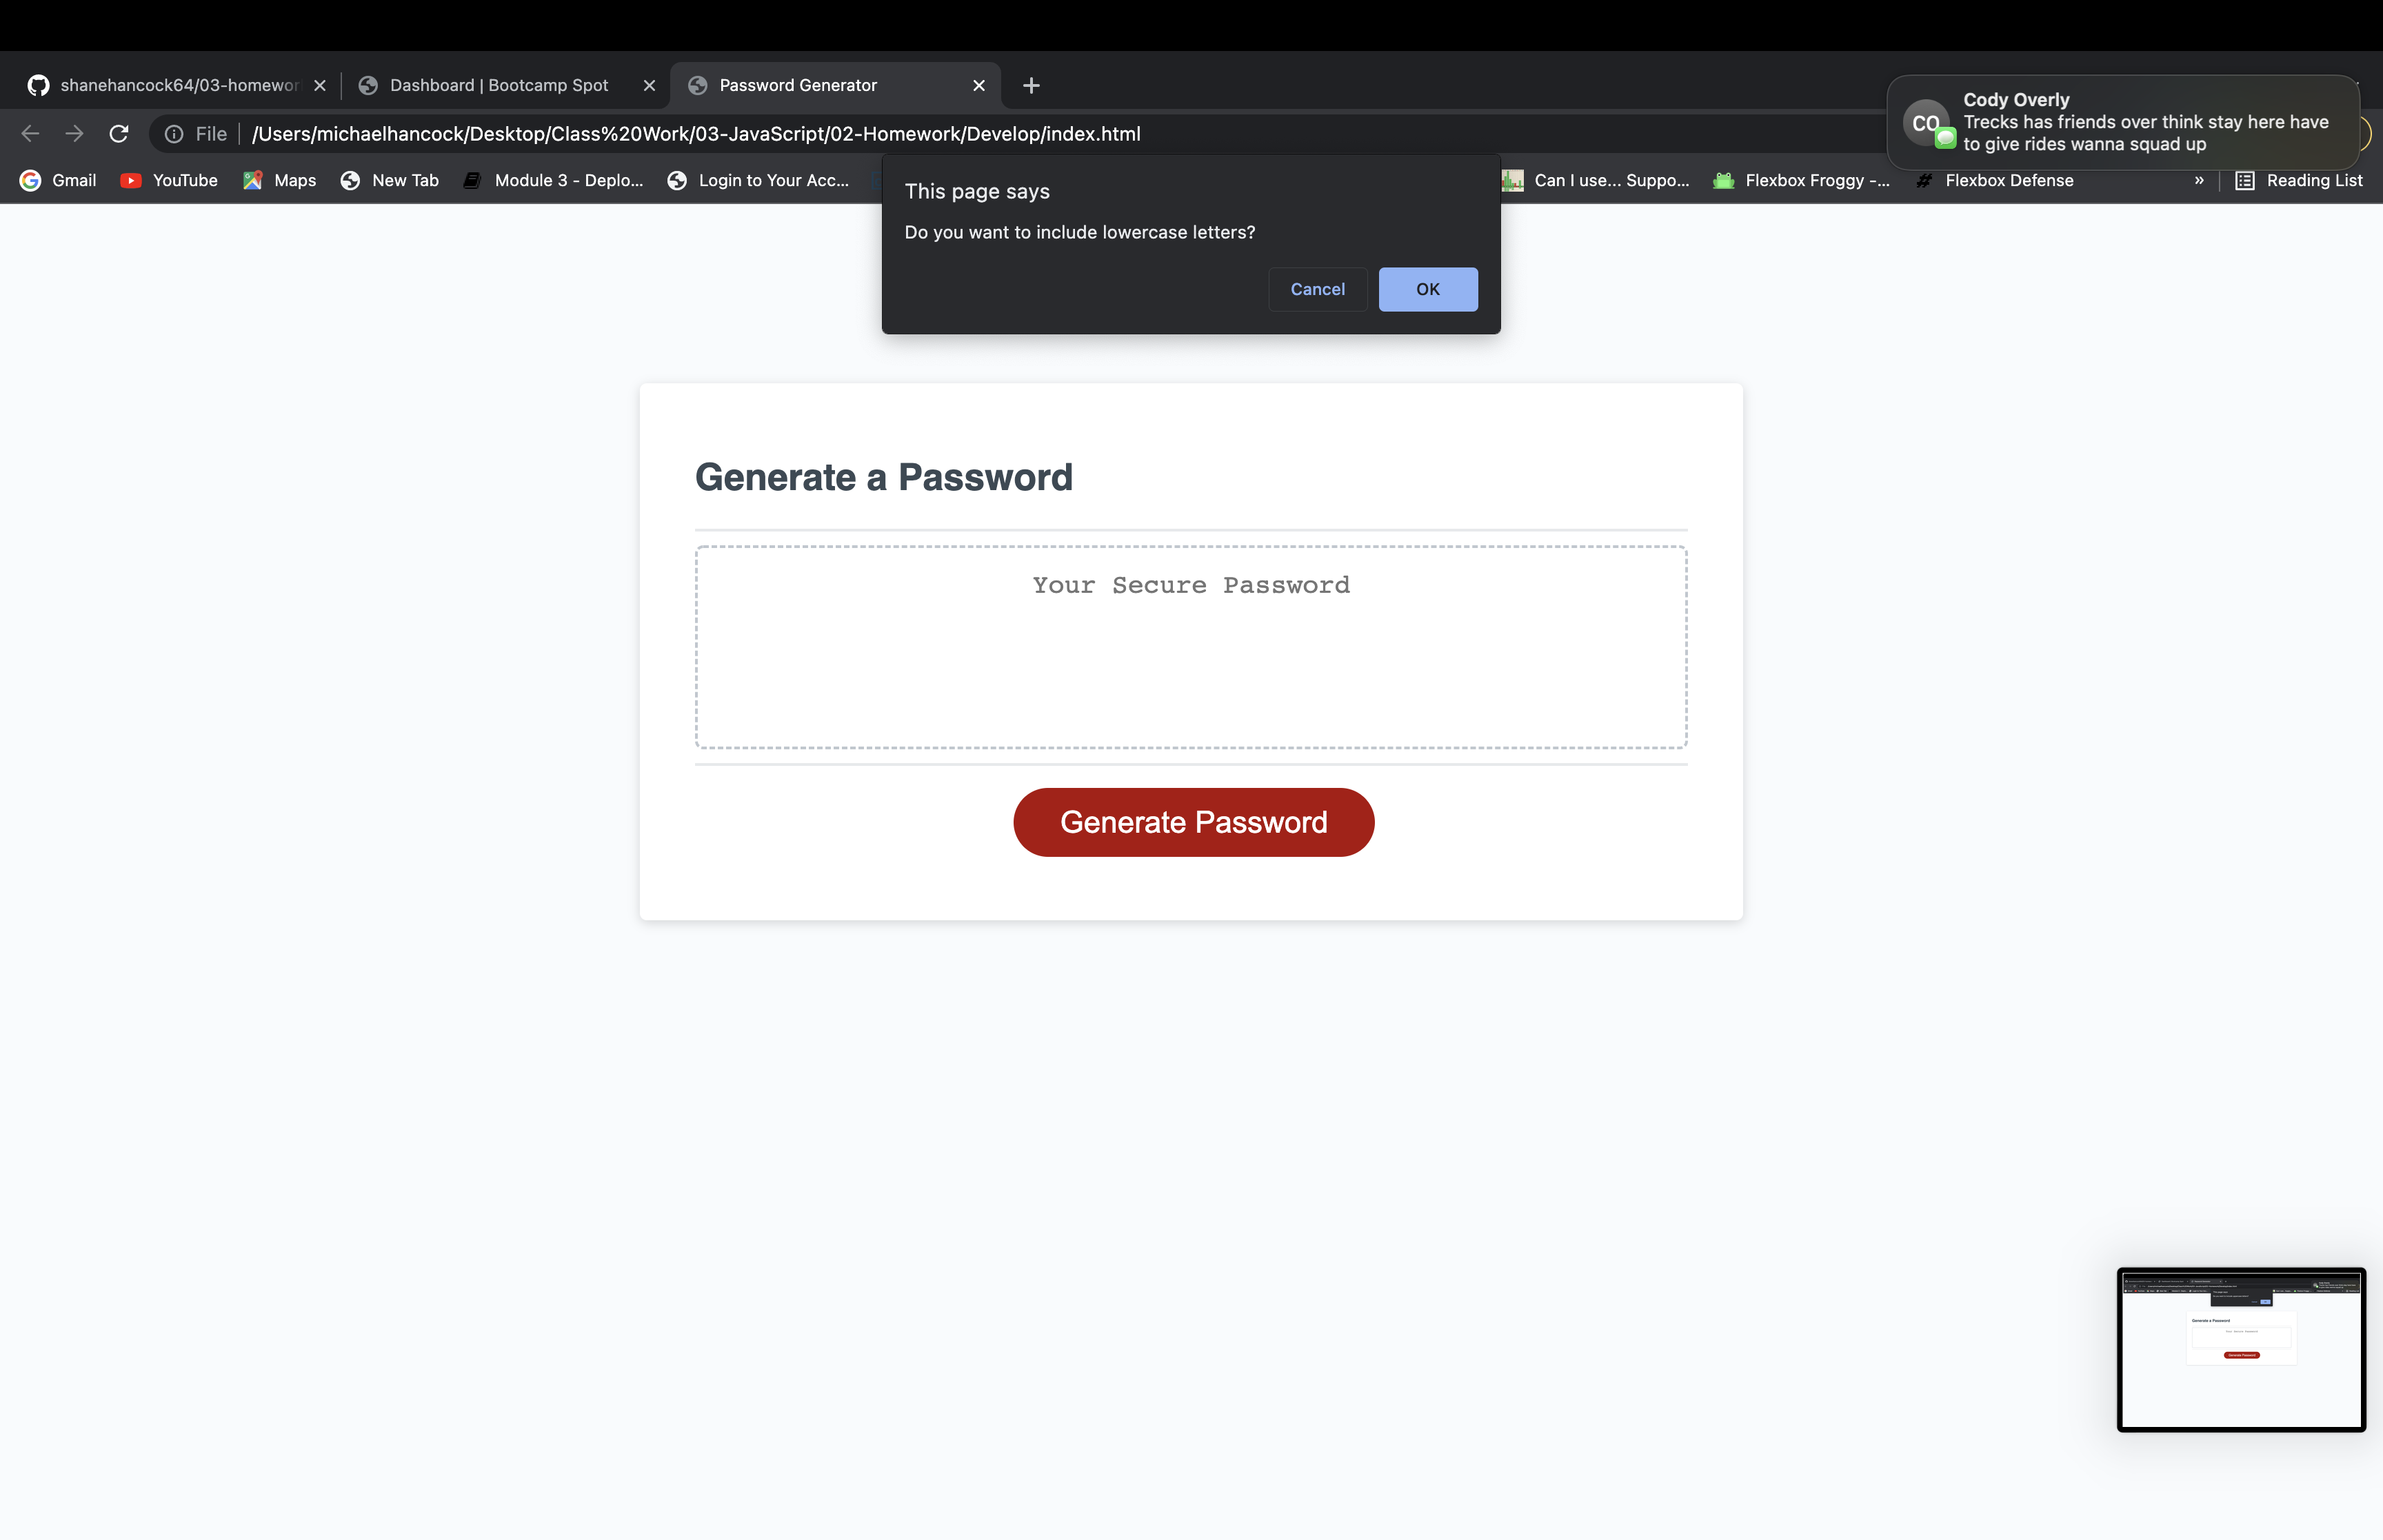 shanehancock64/03-homewor
Dashboard | Bootcamp Spot
Password Generator
File
/Users/michaelhancock/Desktop/Class%20Work/03-JavaScript/02-Homework/Develop/index.html
CO
Cody Overly
Trecks has friends over think stay here have
to give rides wanna squad up
Gmail
YouTube
Maps
New Tab
Module 3 - Deplo...
Login to Your Acc...
Can I use... Suppo...
Flexbox Froggy -...
Flexbox Defense
»
Reading List
This page says
Do you want to include lowercase letters?
Cancel
OK
Generate a Password
Your Secure Password
Generate Password
Generate a Password
Generate Password